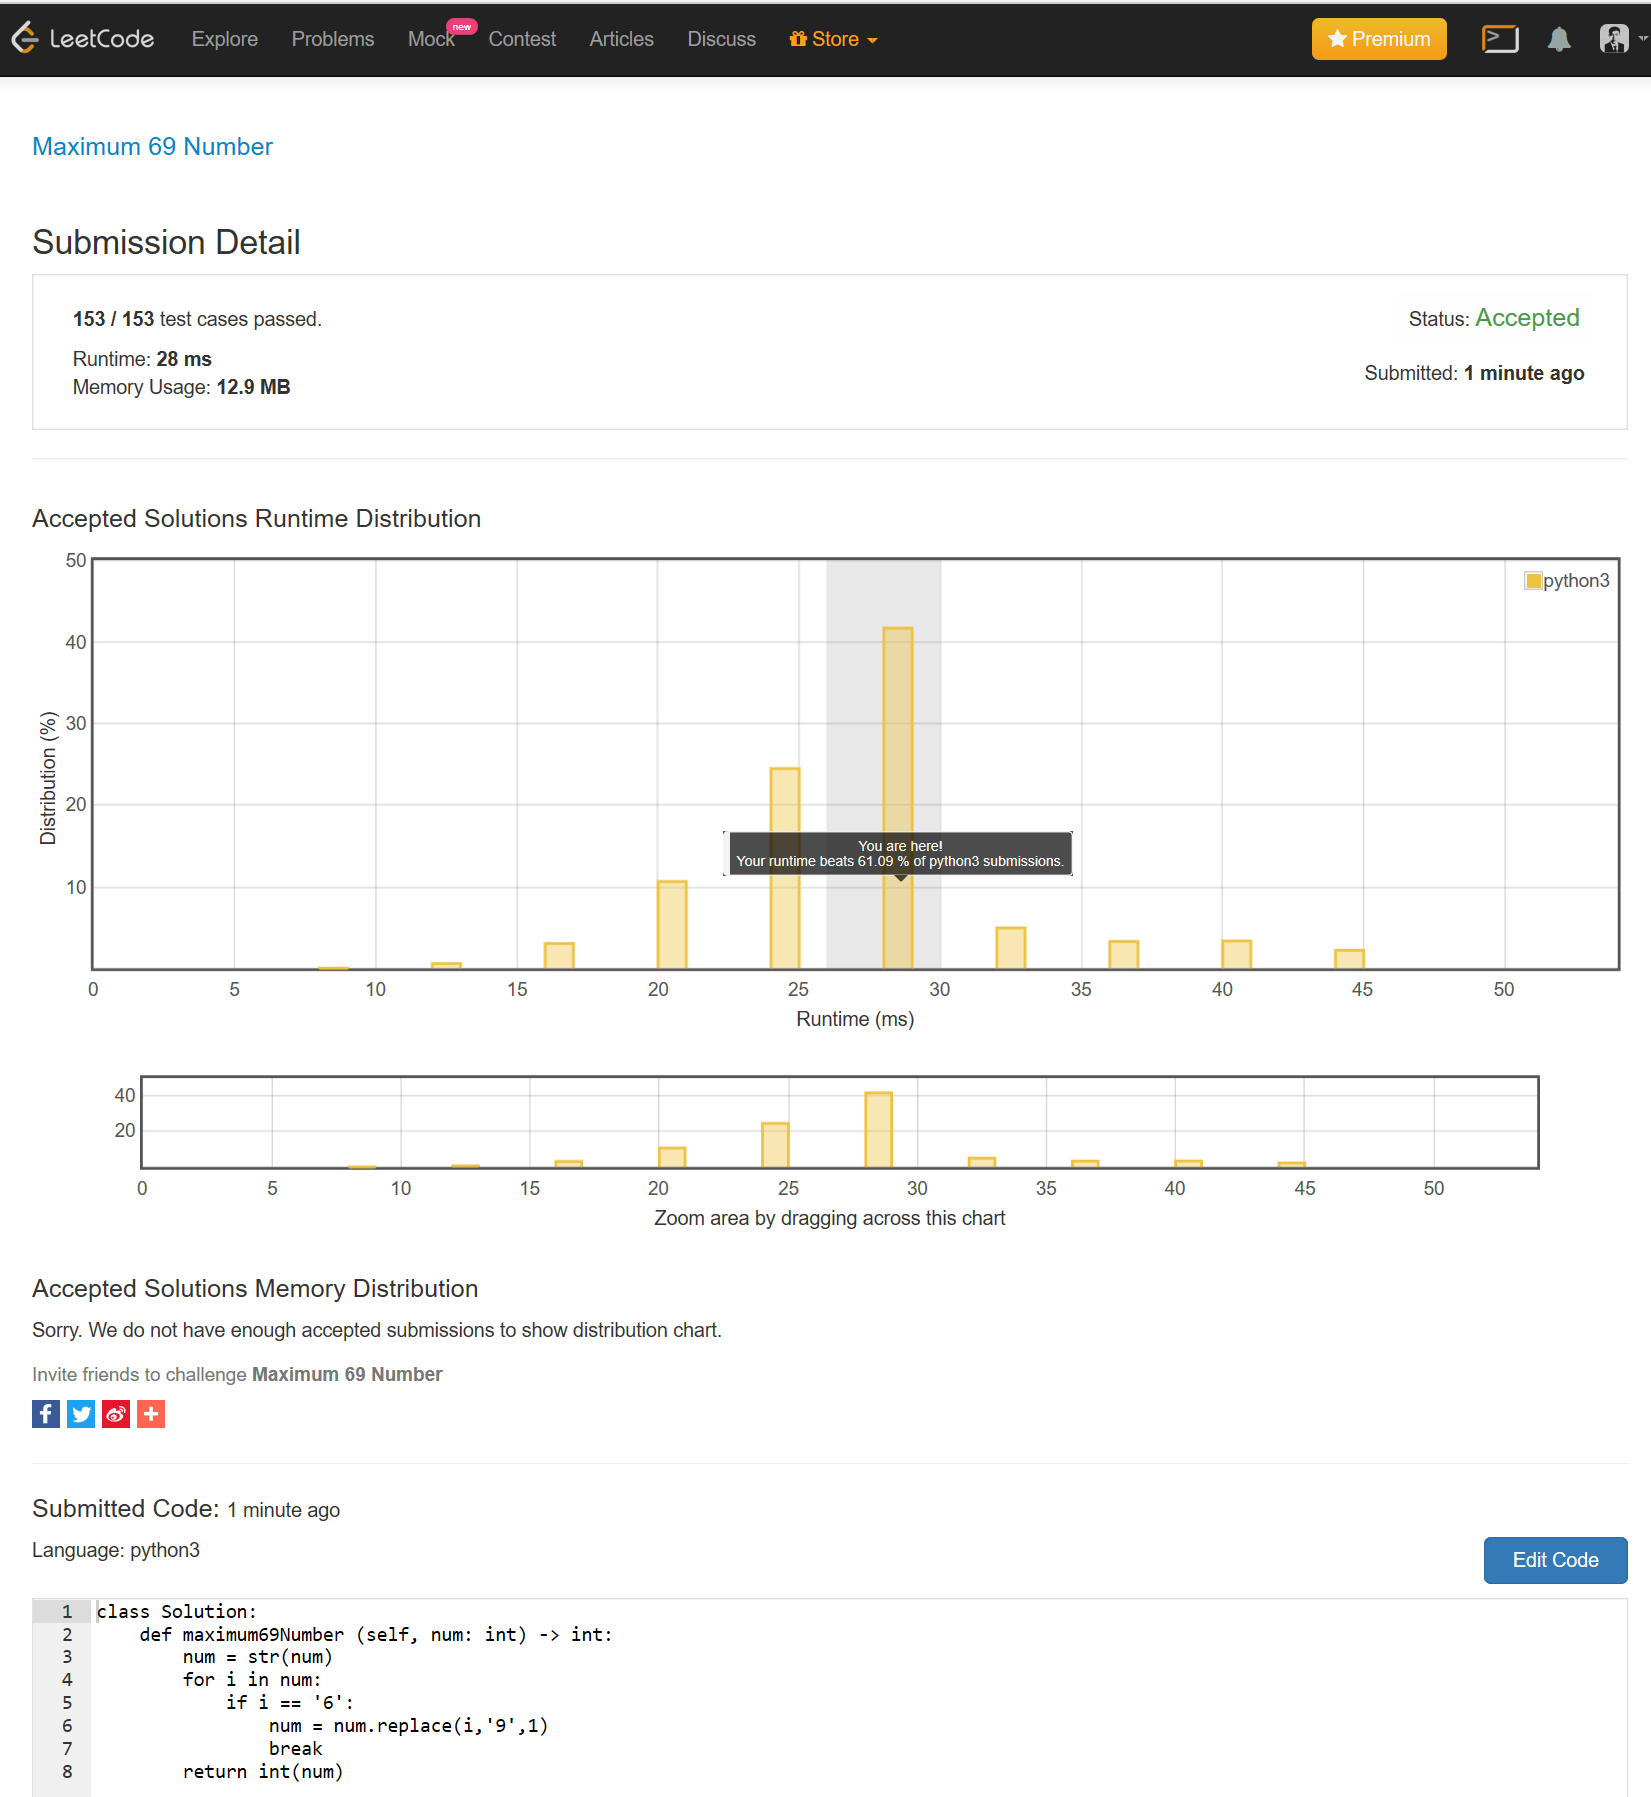 LeetCode Explore Problems Mock new Contest Articles Discuss Store Premium
Maximum 69 Number
Submission Detail
153 / 153 test cases passed.
Status: Accepted
Runtime: 28 ms
Submitted: 1 minute ago
Memory Usage: 12.9 MB
Accepted Solutions Runtime Distribution
50
python3
40
30
Distribution (%)
20
You are here!
Your runtime beats 61.09 % of python3 submissions.
10
0 5 10 15 20 25 30 35 40 45 50
Runtime (ms)
40
20
0 5 10 15 20 25 30 35 40 45 50
Zoom area by dragging across this chart
Accepted Solutions Memory Distribution
Sorry. We do not have enough accepted submissions to show distribution chart.
Invite friends to challenge Maximum 69 Number
Submitted Code: 1 minute ago
Language: python3
Edit Code
1 class Solution:
2     def maximum69Number (self, num: int) -> int:
3         num = str(num)
4         for i in num:
5             if i == '6':
6                 num = num.replace(i,'9',1)
7                 break
8         return int(num)